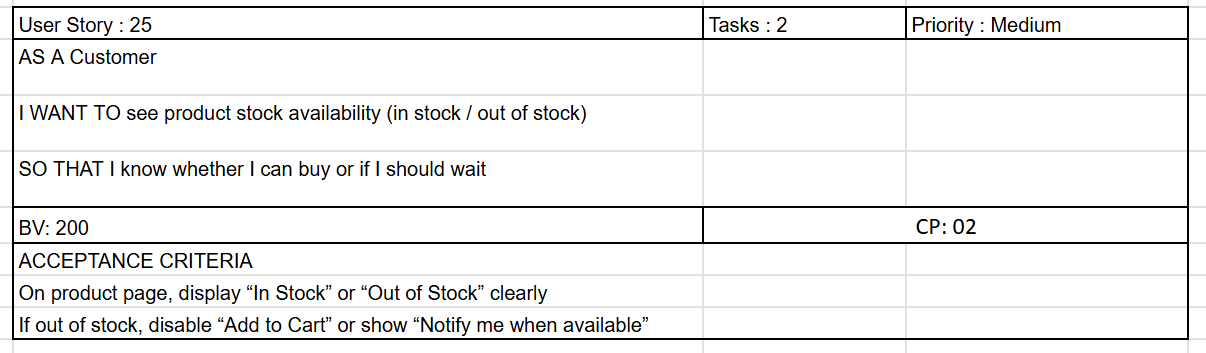 User Story : 25 Tasks : 2 Priority : Medium
AS A Customer
I WANT TO see product stock availability (in stock / out of stock)
SO THAT I know whether I can buy or if I should wait
BV: 200 CP: 02
ACCEPTANCE CRITERIA
On product page, display “In Stock” or “Out of Stock” clearly
If out of stock, disable “Add to Cart” or show “Notify me when available”